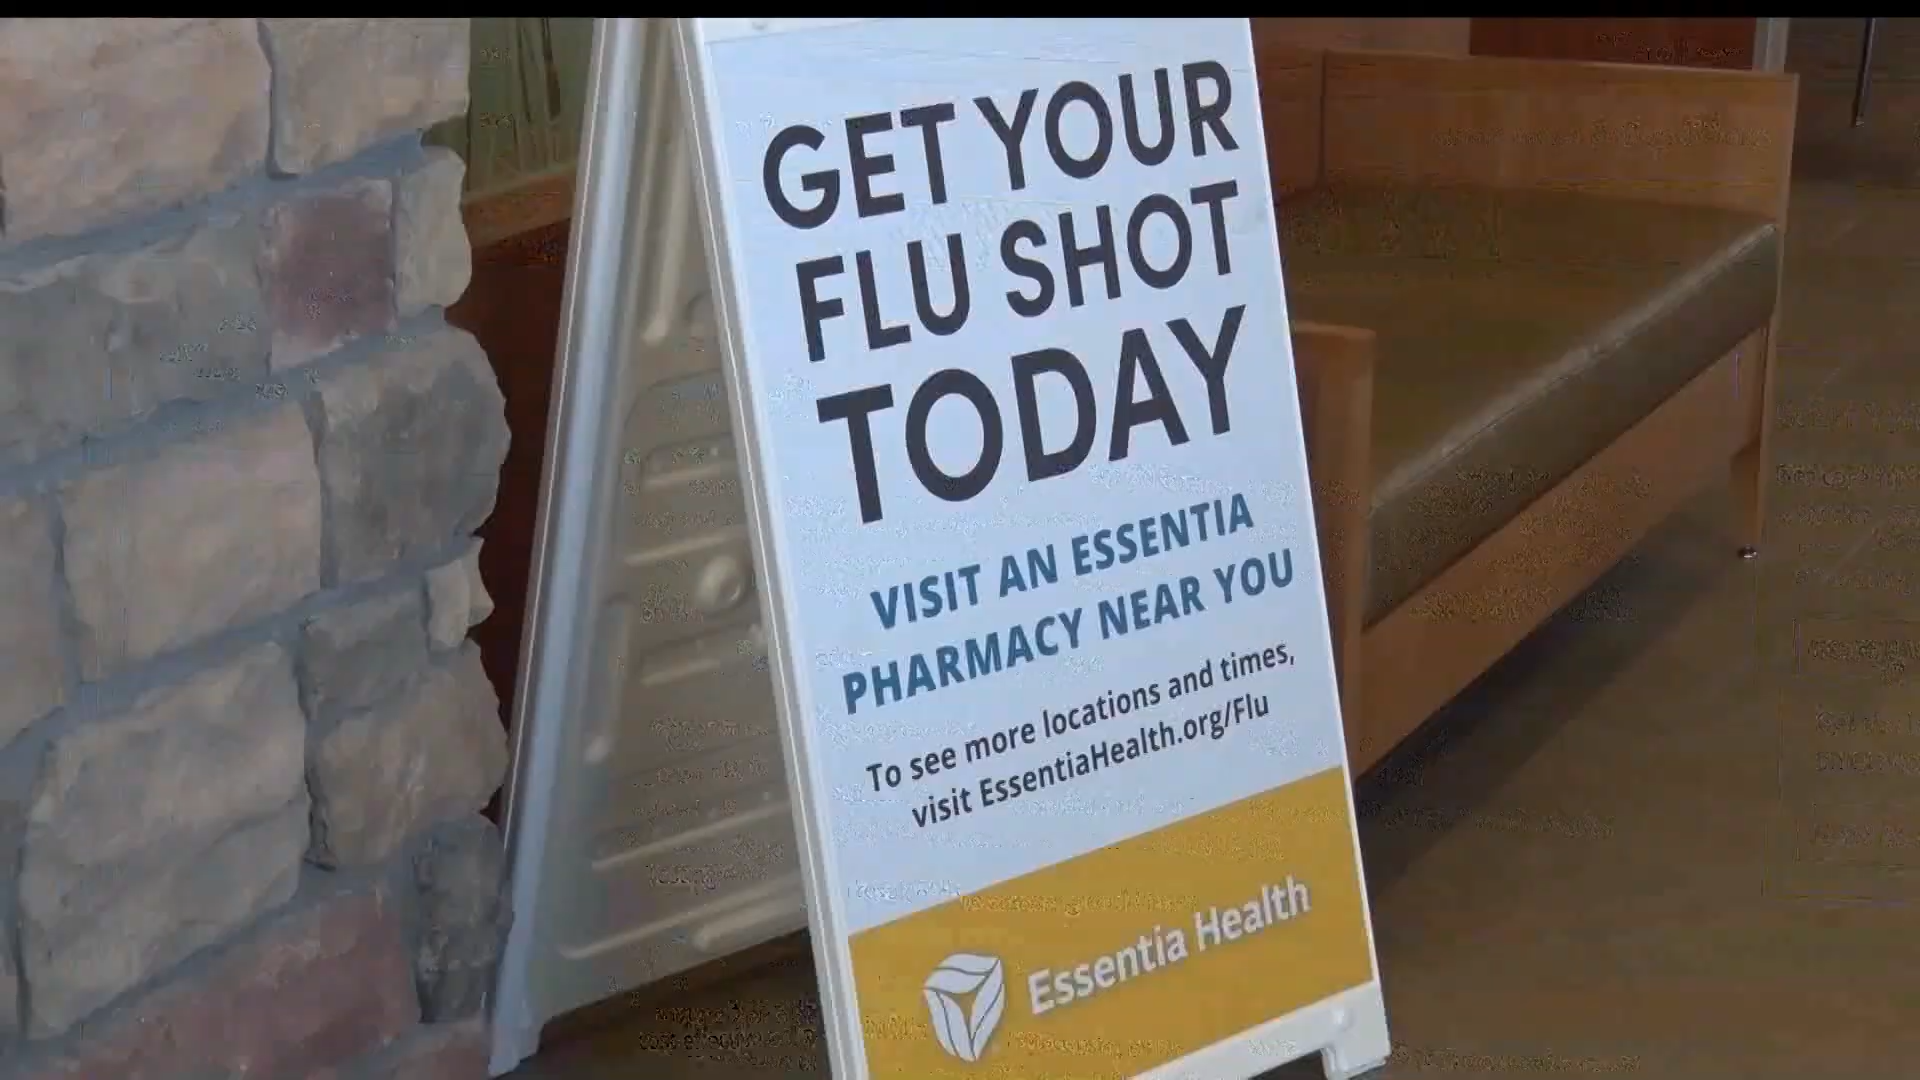 GET YOUR
FLU SHOT
TODAY
VISIT AN ESSENTIA
PHARMACY NEAR YOU
To see more locations and times,
visit EssentiaHealth.org/Flu
Essentia Health